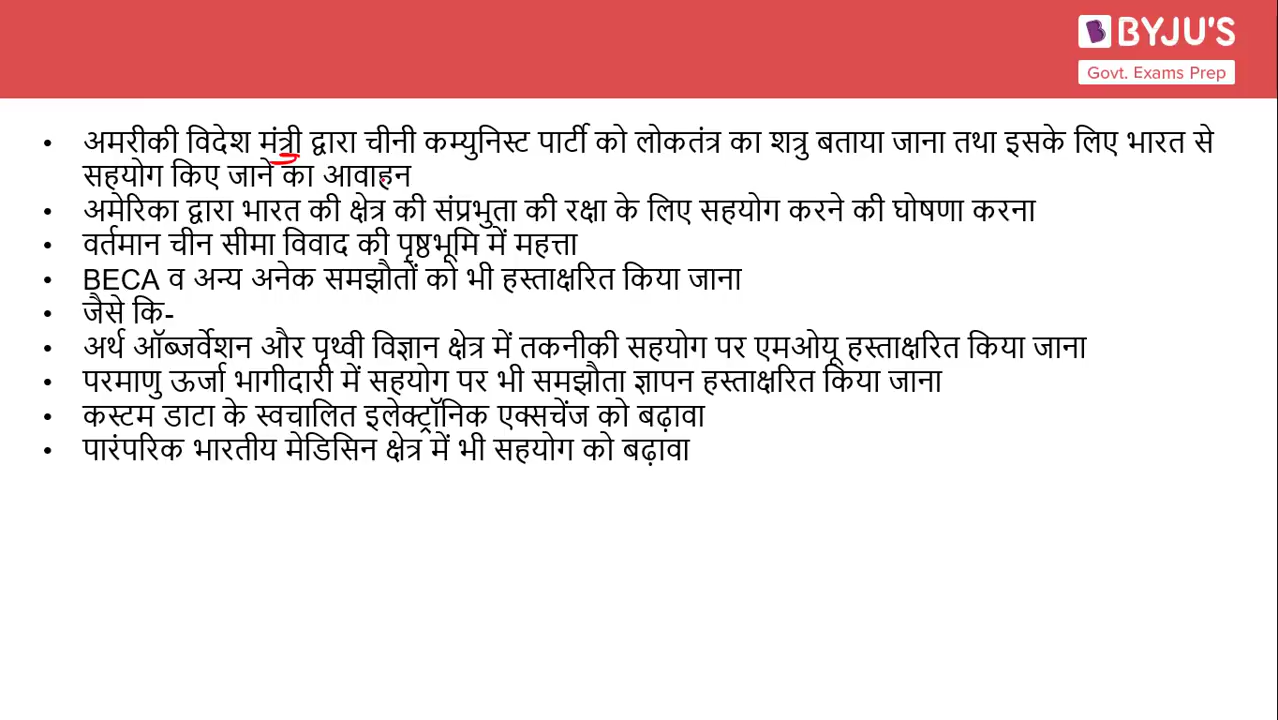 BYJU'S
Govt. Exams Prep
• अमरीकी विदेश मंत्री द्वारा चीनी कम्युनिस्ट पार्टी को लोकतंत्र का शत्रु बताया जाना तथा इसके लिए भारत से
सहयोग किए जाने का आवाहन
• अमेरिका द्वारा भारत की क्षेत्र की संप्रभुता की रक्षा के लिए सहयोग करने की घोषणा करना
• वर्तमान चीन सीमा विवाद की पृष्ठभूमि में महत्ता
• BECA व अन्य अनेक समझौतों को भी हस्ताक्षरित किया जाना
• जैसे कि-
• अर्थ ऑब्जर्वेशन और पृथ्वी विज्ञान क्षेत्र में तकनीकी सहयोग पर एमओयू हस्ताक्षरित किया जाना
• परमाणु ऊर्जा भागीदारी में सहयोग पर भी समझौता ज्ञापन हस्ताक्षरित किया जाना
• कस्टम डाटा के स्वचालित इलेक्ट्रॉनिक एक्सचेंज को बढ़ावा
• पारंपरिक भारतीय मेडिसिन क्षेत्र में भी सहयोग को बढ़ावा